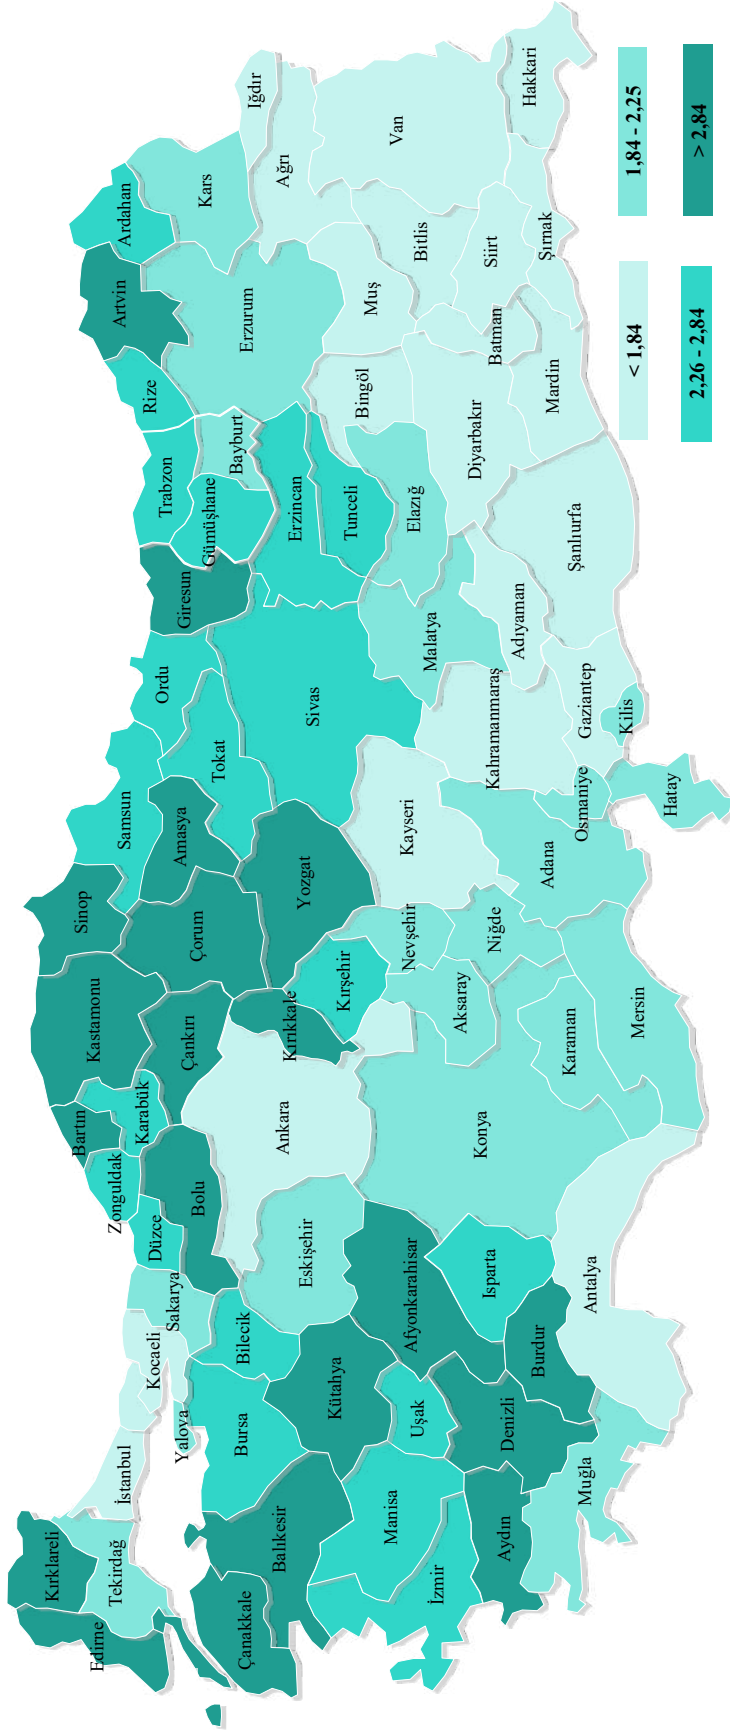 Kırklareli
Edirne
Tekirdağ
İstanbul
Kocaeli
Yalova
Sakarya
Düzce
Zonguldak
Bartın
Karabük
Kastamonu
Sinop
Samsun
Ordu
Giresun
Trabzon
Rize
Artvin
Ardahan
Çanakkale
Balıkesir
Bursa
Bilecik
Bolu
Çankırı
Çorum
Amasya
Tokat
Gümüşhane
Bayburt
Erzurum
Kars
Iğdır
Ağrı
Kütahya
Eskişehir
Ankara
Kırıkkale
Kırşehir
Yozgat
Sivas
Erzincan
Tunceli
Bingöl
Muş
Bitlis
Van
Hakkari
Manisa
İzmir
Uşak
Afyonkarahisar
Konya
Aksaray
Nevşehir
Niğde
Kayseri
Malatya
Elazığ
Diyarbakır
Batman
Siirt
Şırnak
Aydın
Denizli
Burdur
Isparta
Muğla
Antalya
Karaman
Mersin
Adana
Osmaniye
Hatay
Kahramanmaraş
Gaziantep
Kilis
Adıyaman
Şanlıurfa
Mardin
< 1,84
1,84 - 2,25
2,26 - 2,84
> 2,84